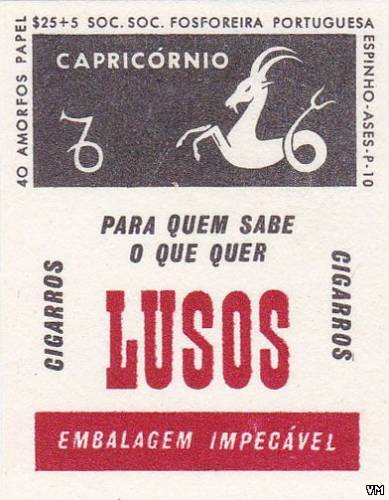 $25+5 SOC. SOC. FOSFOREIRA PORTUGUESA
ESPINHO-ASES-P-10
40 AMORFOS PAPEL
CAPRICÓRNIO
PARA QUEM SABE
O QUE QUER
CIGARROS
LUSOS
CIGARROS
EMBALAGEM IMPECÁVEL
VM